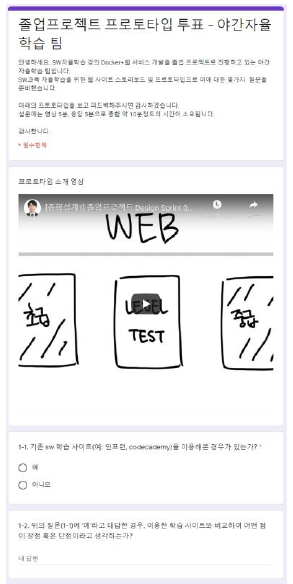 졸업프로젝트 프로토타입 투표 - 야간자율
학습 팀
안녕하세요. SW자율학습 강의 Docker+웹 서비스 개발을 졸업 프로젝트로 진행하고 있는 야간
자율학습 팀입니다.
SW교육 자율학습을 위한 웹 사이트 스토리보드 및 프로토타입으로 이에 대한 몇가지 질문을
준비했습니다.
아래의 프로토타입을 보고 피드백해주시면 감사하겠습니다.
설문에는 영상 5분, 응답 5분으로 총합 약 10분정도의 시간이 소요됩니다.
감사합니다.
* 필수항목
프로토타입 소개 영상
[종합설계1] 졸업프로젝트 Design Sprint 0...
WEB
초급
LEVEL
TEST
중급
1-1. 기존 sw 학습 사이트(예: 인프런, codecademy)을 이용해본 경우가 있는가? *
예
아니오
1-2. 위의 질문(1-1)에 '예'라고 대답한 경우, 이용한 학습 사이트와 비교하여 어떤 점
이 장점 혹은 단점이라고 생각하는가?
내 답변